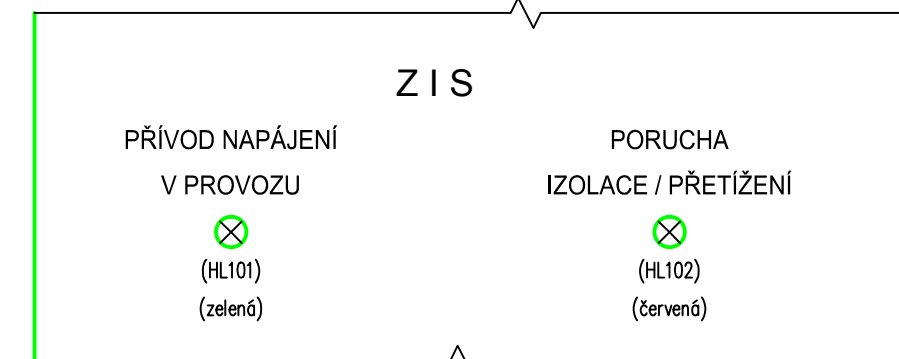 Z I S
PŘÍVOD NAPÁJENÍ
V PROVOZU
(HL101)
(zelená)
PORUCHA
IZOLACE / PŘETÍŽENÍ
(HL102)
(červená)